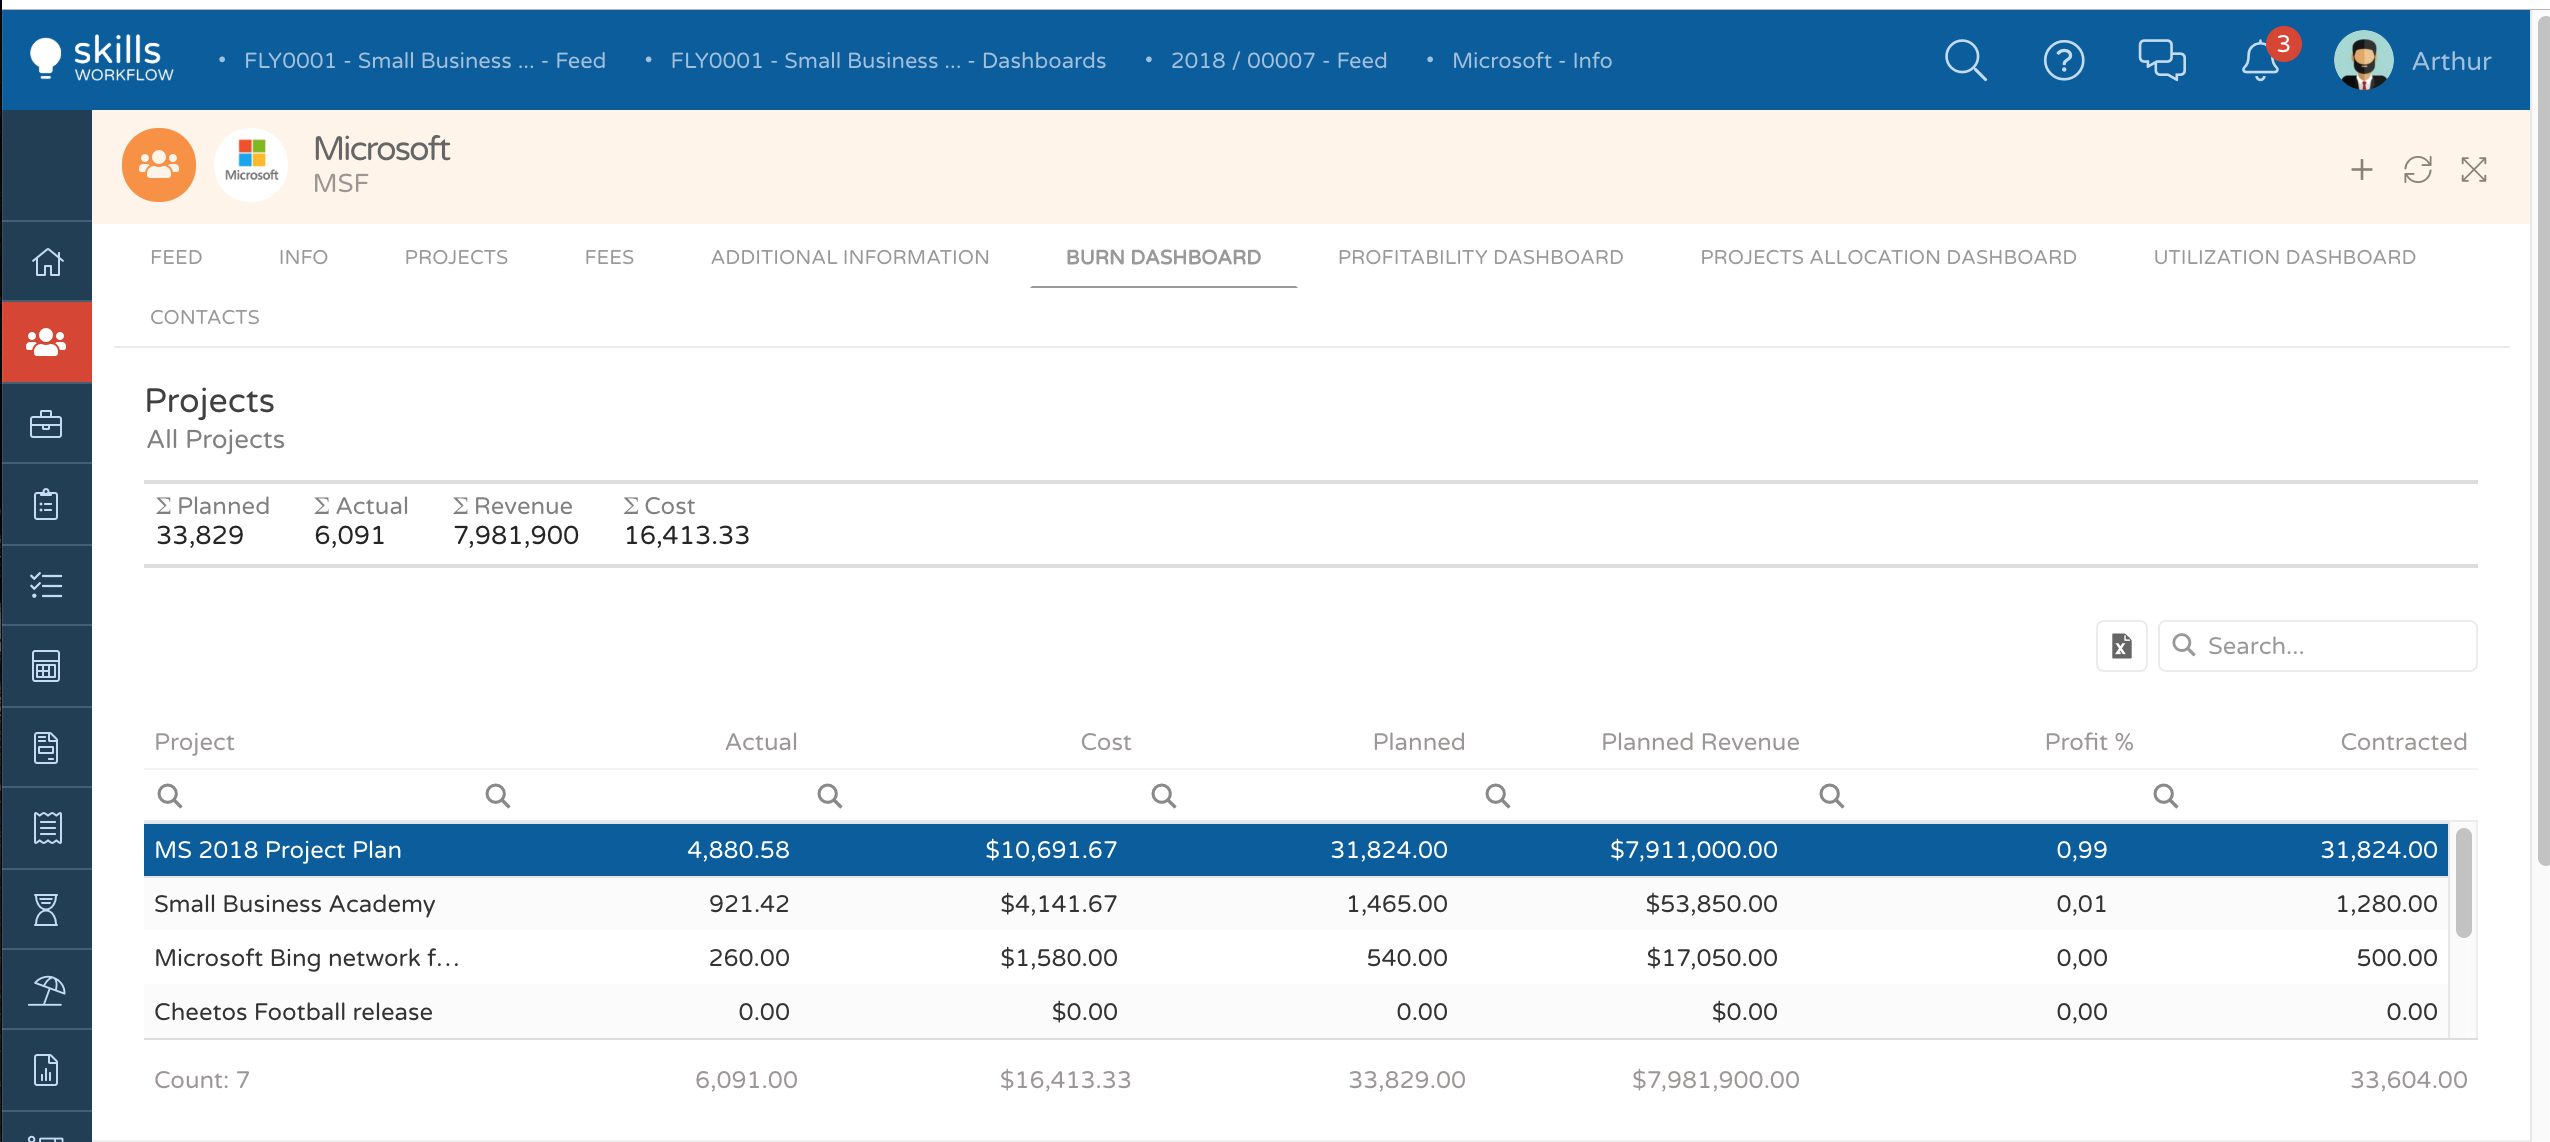 skills
WORKFLOW
• FLY0001 - Small Business ... - Feed • FLY0001 - Small Business ... - Dashboards • 2018 / 00007 - Feed • Microsoft - Info
3
Arthur
Microsoft
Microsoft
MSF
FEED INFO PROJECTS FEES ADDITIONAL INFORMATION BURN DASHBOARD PROFITABILITY DASHBOARD PROJECTS ALLOCATION DASHBOARD UTILIZATION DASHBOARD
CONTACTS
Projects
All Projects
Σ Planned Σ Actual Σ Revenue Σ Cost
33,829 6,091 7,981,900 16,413.33
Search...
Project Actual Cost Planned Planned Revenue Profit % Contracted
MS 2018 Project Plan 4,880.58 $10,691.67 31,824.00 $7,911,000.00 0,99 31,824.00
Small Business Academy 921.42 $4,141.67 1,465.00 $53,850.00 0,01 1,280.00
Microsoft Bing network f... 260.00 $1,580.00 540.00 $17,050.00 0,00 500.00
Cheetos Football release 0.00 $0.00 0.00 $0.00 0,00 0.00
Count: 7 6,091.00 $16,413.33 33,829.00 $7,981,900.00 33,604.00